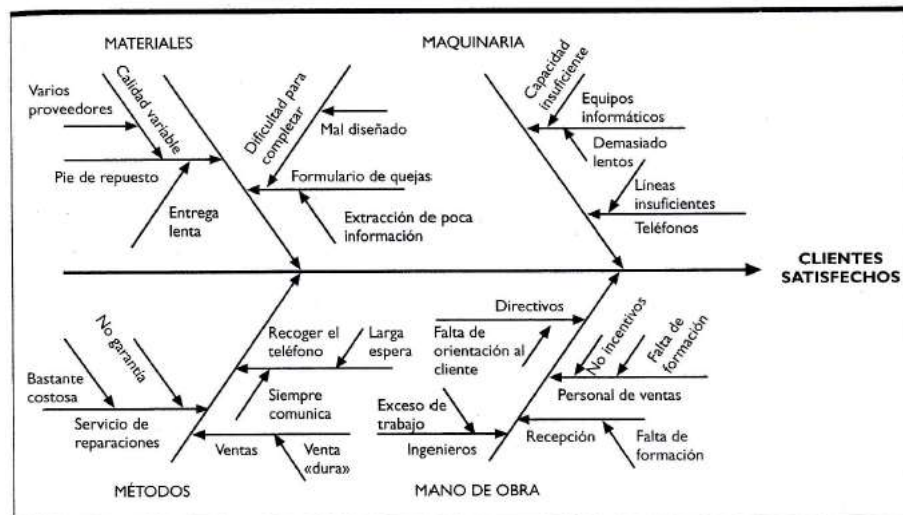 MATERIALES
MAQUINARIA
Varios
proveedores
Calidad variable
Pie de repuesto
Entrega
lenta
Dificultad para
completar
Mal diseñado
Formulario de quejas
Extracción de poca
información
Capacidad
insuficiente
Equipos
informáticos
Demasiado
lentos
Líneas
insuficientes
Teléfonos
CLIENTES
SATISFECHOS
Bastante
costosa
No garantía
Servicio de
reparaciones
Recoger el
teléfono
Larga
espera
Siempre
comunica
Ventas
Venta
«dura»
Directivos
Falta de
orientación al
cliente
No incentivos
Falta de
formación
Personal de ventas
Exceso de
trabajo
Ingenieros
Recepción
Falta de
formación
MÉTODOS
MANO DE OBRA